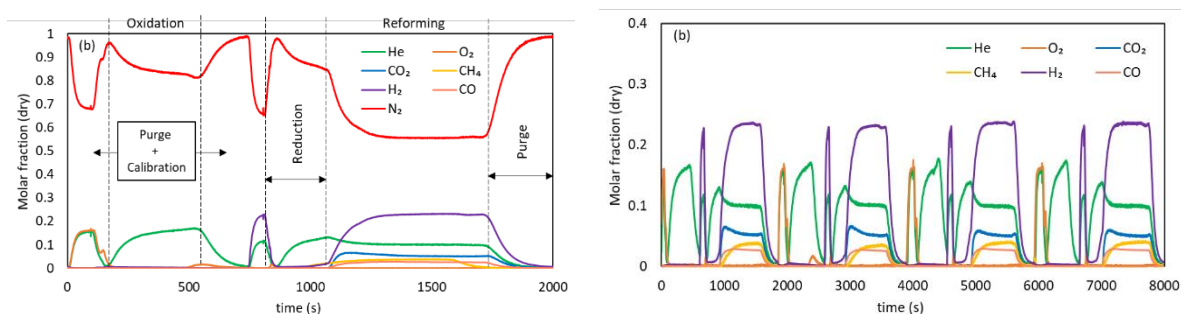 Oxidation
Reforming
(b)
He
O₂
CO₂
CH₄
H₂
CO
N₂
Purge
+
Calibration
Reduction
Purge
Molar fraction (dry)
1
0.9
0.8
0.7
0.6
0.5
0.4
0.3
0.2
0.1
0
0
500
1000
1500
2000
time (s)
(b)
He
O₂
CO₂
CH₄
H₂
CO
Molar fraction (dry)
0.4
0.3
0.2
0.1
0
0 1000 2000 3000 4000 5000 6000 7000 8000
time (s)